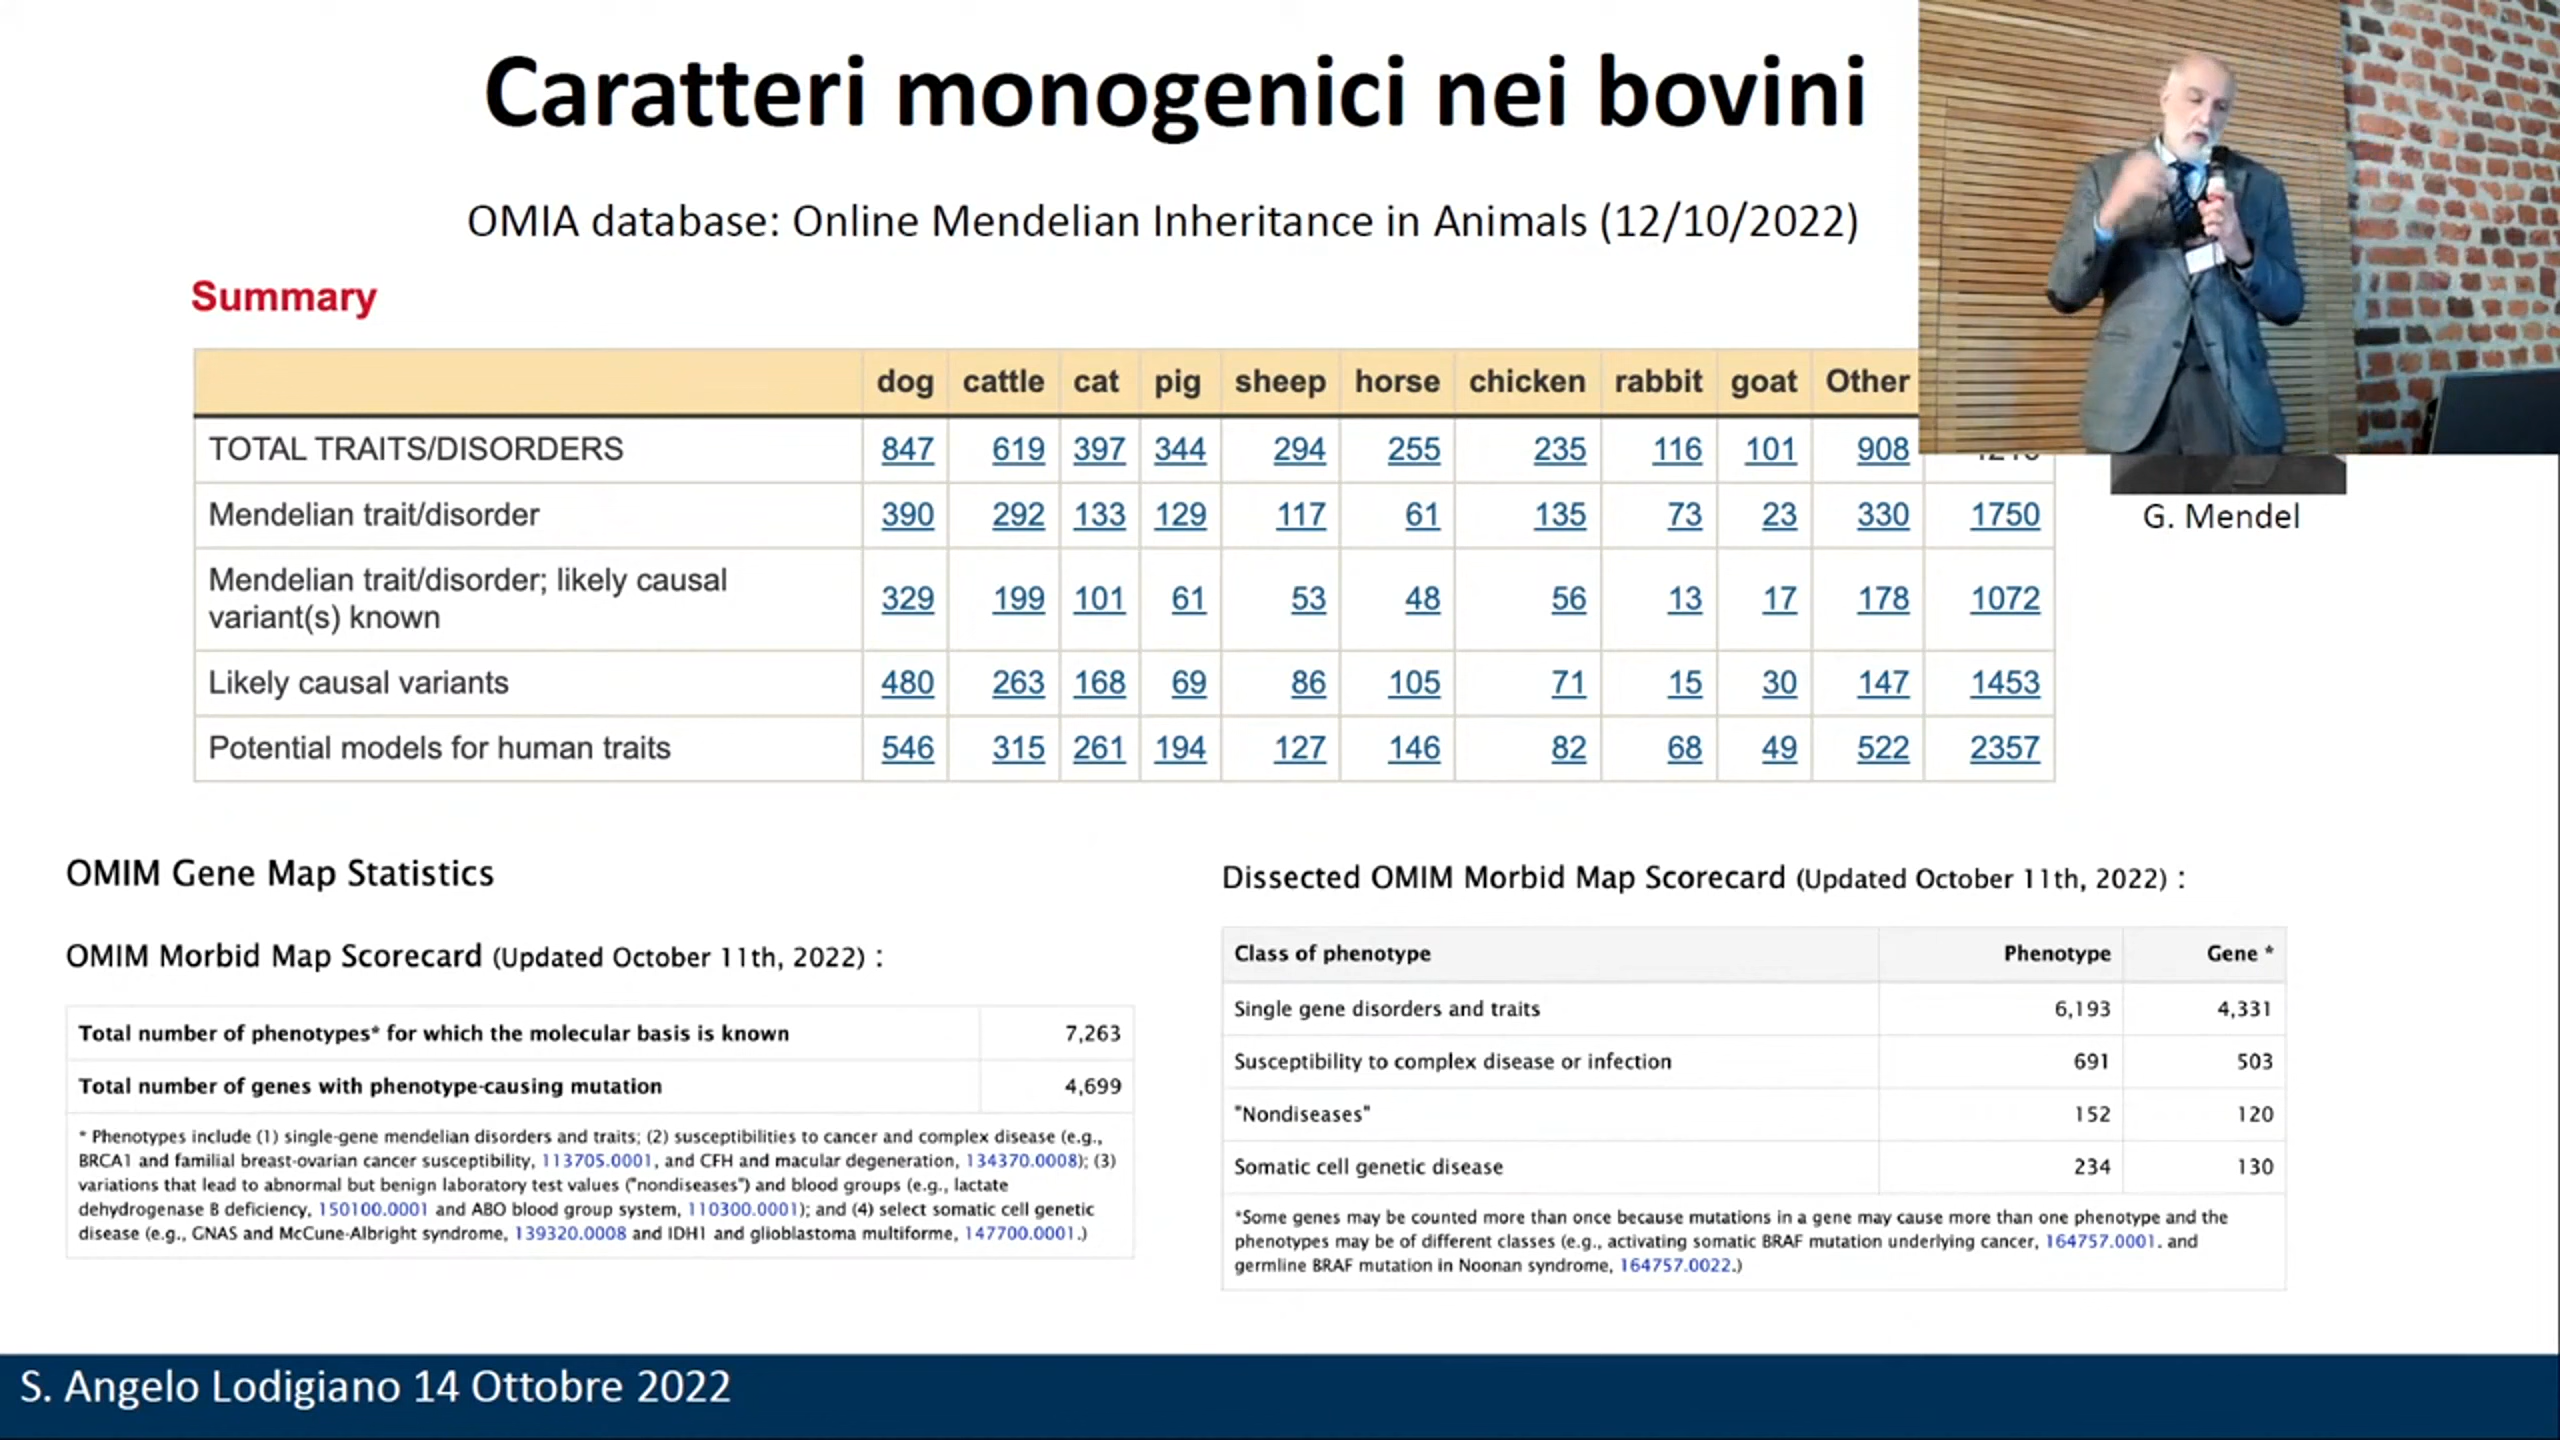 Caratteri monogenici nei bovini
OMIA database: Online Mendelian Inheritance in Animals (12/10/2022)
Summary
dog cattle cat pig sheep horse chicken rabbit goat Other
TOTAL TRAITS/DISORDERS 847 619 397 344 294 255 235 116 101 908
Mendelian trait/disorder 390 292 133 129 117 61 135 73 23 330 1750
Mendelian trait/disorder; likely causal
variant(s) known 329 199 101 61 53 48 56 13 17 178 1072
Likely causal variants 480 263 168 69 86 105 71 15 30 147 1453
Potential models for human traits 546 315 261 194 127 146 82 68 49 522 2357
G. Mendel
OMIM Gene Map Statistics
OMIM Morbid Map Scorecard (Updated October 11th, 2022) :
Total number of phenotypes* for which the molecular basis is known 7,263
Total number of genes with phenotype-causing mutation 4,699
* Phenotypes include (1) single-gene mendelian disorders and traits; (2) susceptibilities to cancer and complex disease (e.g.,
BRCA1 and familial breast-ovarian cancer susceptibility, 113705.0001, and CFH and macular degeneration, 134370.0008); (3)
variations that lead to abnormal but benign laboratory test values ("nondiseases") and blood groups (e.g., lactate
dehydrogenase B deficiency, 150100.0001 and ABO blood group system, 110300.0001); and (4) select somatic cell genetic
disease (e.g., GNAS and McCune-Albright syndrome, 139320.0008 and IDH1 and glioblastoma multiforme, 147700.0001.)
Dissected OMIM Morbid Map Scorecard (Updated October 11th, 2022) :
Class of phenotype Phenotype Gene *
Single gene disorders and traits 6,193 4,331
Susceptibility to complex disease or infection 691 503
"Nondiseases" 152 120
Somatic cell genetic disease 234 130
*Some genes may be counted more than once because mutations in a gene may cause more than one phenotype and the
phenotypes may be of different classes (e.g., activating somatic BRAF mutation underlying cancer, 164757.0001. and
germline BRAF mutation in Noonan syndrome, 164757.0022.)
S. Angelo Lodigiano 14 Ottobre 2022